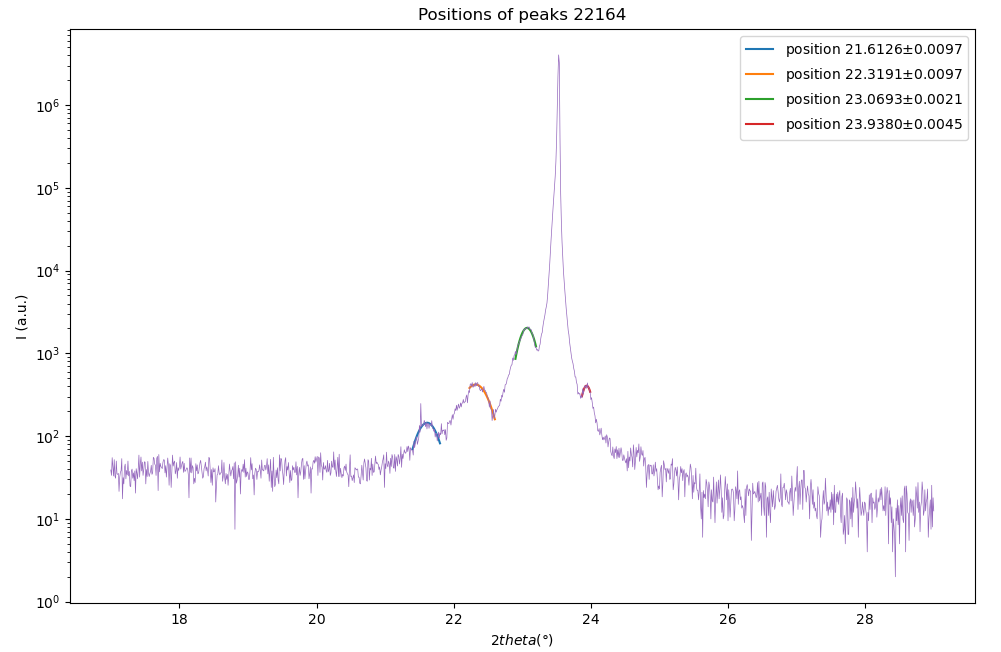 Positions of peaks 22164
position 21.6126±0.0097
position 22.3191±0.0097
position 23.0693±0.0021
position 23.9380±0.0045
I (a.u.)
10⁶
10⁵
10⁴
10³
10²
10¹
10⁰
18 20 22 24 26 28
2theta(°)